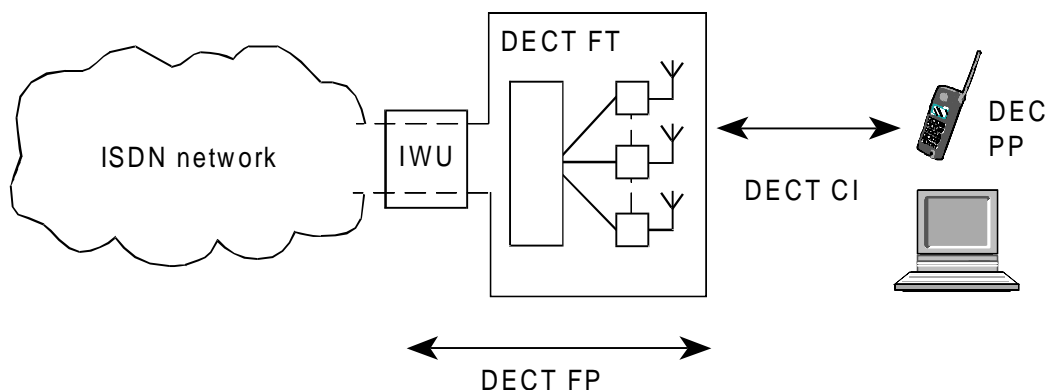 DECT FT
ISDN network
IWU
DEC
PP
DECT CI
DECT FP